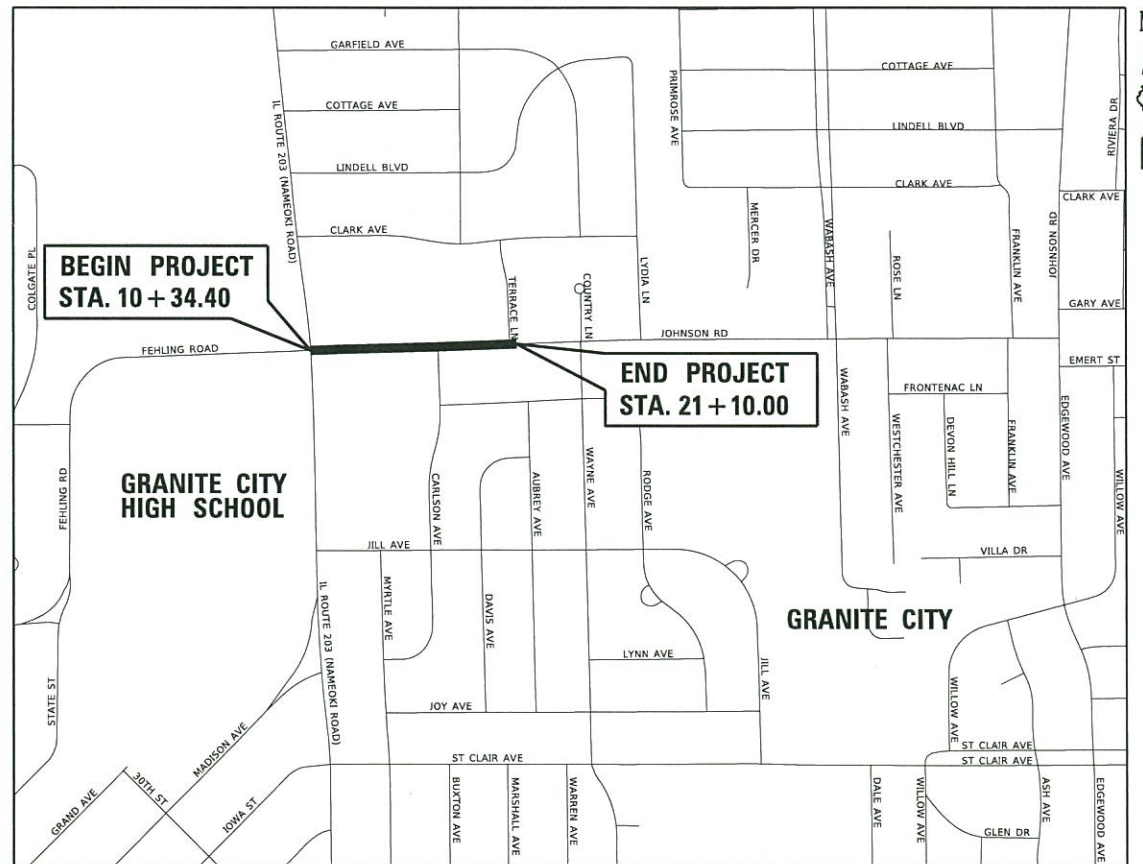 GARFIELD AVE
COTTAGE AVE
LINDELL BLVD
CLARK AVE
IL ROUTE 203 (NAMEOKI ROAD)
COLGATE PL
PRIMROSE AVE
COTTAGE AVE
LINDELL BLVD
CLARK AVE
RIVIERA DR
CLARK AVE
MERCER DR
WABASH AVE
ROSE LN
FRANKLIN AVE
JOHNSON RD
GARY AVE
BEGIN PROJECT
STA. 10+34.40
TERRACE LN
COUNTRY LN
LYDIA LN
JOHNSON RD
FEHLING ROAD
END PROJECT
STA. 21+10.00
EMERT ST
FRONTENAC LN
WABASH AVE
WESTCHESTER AVE
DEVON HILL LN
FRANKLIN AVE
EDGEWOOD AVE
WILLOW AVE
GRANITE CITY
HIGH SCHOOL
FEHLING RD
CARLSON AVE
AUBREY AVE
WAYNE AVE
RODGE AVE
JILL AVE
VILLA DR
MYRTLE AVE
DAVIS AVE
IL ROUTE 203 (NAMEOKI ROAD)
GRANITE CITY
LYNN AVE
JILL AVE
STATE ST
JOY AVE
WILLOW AVE
MADISON AVE
ST CLAIR AVE
ST CLAIR AVE
ST CLAIR AVE
GRAND AVE
30TH ST
IOWA ST
BUXTON AVE
MARSHALL AVE
WARREN AVE
DALE AVE
WILLOW AVE
ASH AVE
EDGEWOOD AVE
GLEN DR